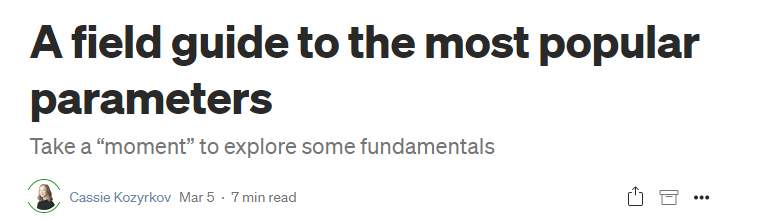 A field guide to the most popular
parameters
Take a “moment” to explore some fundamentals
Cassie Kozyrkov Mar 5 · 7 min read